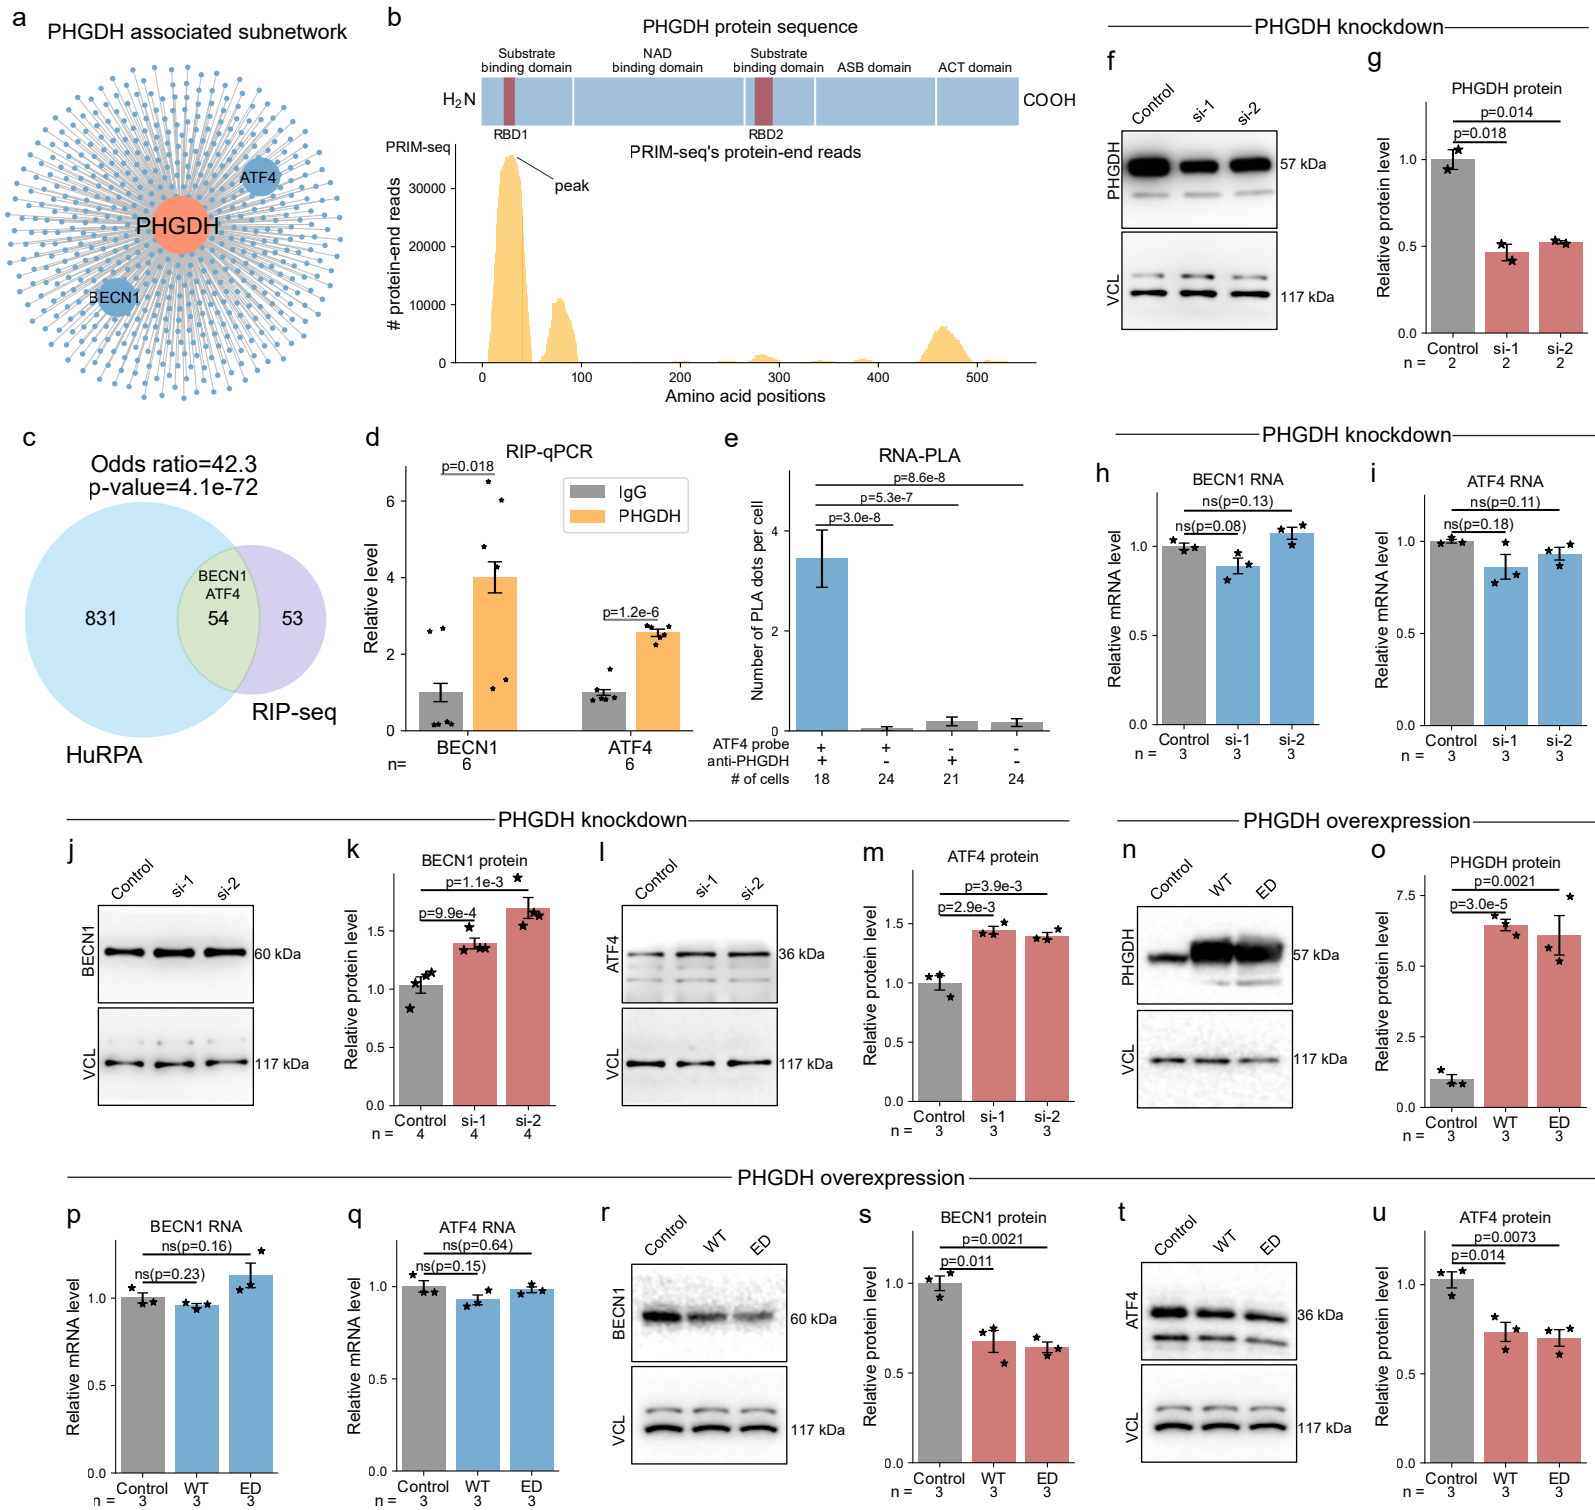 a
PHGDH associated subnetwork
ATF4
PHGDH
BECN1
b
PHGDH protein sequence
Substrate binding domain
NAD binding domain
Substrate binding domain
ASB domain
ACT domain
H₂N
COOH
RBD1
RBD2
PRIM-seq
PRIM-seq's protein-end reads
peak
# protein-end reads
30000
20000
10000
0
0 100 200 300 400 500
Amino acid positions
PHGDH knockdown
f
Control si-1 si-2
PHGDH
57 kDa
VCL
117 kDa
g
PHGDH protein
p=0.014
p=0.018
Relative protein level
1.0
0.5
0.0
Control si-1 si-2
n = 2 2 2
c
Odds ratio=42.3
p-value=4.1e-72
BECN1
ATF4
831 54 53
RIP-seq
HuRPA
d
RIP-qPCR
p=0.018
IgG
PHGDH
p=1.2e-6
Relative level
6
4
2
0
BECN1 ATF4
n= 6 6
e
RNA-PLA
p=8.6e-8
p=5.3e-7
p=3.0e-8
Number of PLA dots per cell
4
2
0
ATF4 probe + + - -
anti-PHGDH + - + -
# of cells 18 24 21 24
PHGDH knockdown
h
BECN1 RNA
ns(p=0.13)
ns(p=0.08)
Relative mRNA level
1.0
0.5
0.0
Control si-1 si-2
n = 3 3 3
i
ATF4 RNA
ns(p=0.11)
ns(p=0.18)
Relative mRNA level
1.0
0.5
0.0
Control si-1 si-2
n = 3 3 3
PHGDH knockdown
j
Control si-1 si-2
BECN1
60 kDa
VCL
117 kDa
k
BECN1 protein
p=1.1e-3
p=9.9e-4
Relative protein level
1.5
1.0
0.5
0.0
Control si-1 si-2
n = 4 4 4
l
Control si-1 si-2
ATF4
36 kDa
VCL
117 kDa
m
ATF4 protein
p=3.9e-3
p=2.9e-3
Relative protein level
1.5
1.0
0.5
0.0
Control si-1 si-2
n = 3 3 3
PHGDH overexpression
n
Control WT ED
PHGDH
57 kDa
VCL
117 kDa
o
PHGDH protein
p=0.0021
p=3.0e-5
Relative protein level
7.5
5.0
2.5
0.0
Control WT ED
n = 3 3 3
PHGDH overexpression
p
BECN1 RNA
ns(p=0.16)
ns(p=0.23)
Relative mRNA level
1.0
0.5
0.0
Control WT ED
n = 3 3 3
q
ATF4 RNA
ns(p=0.64)
ns(p=0.15)
Relative mRNA level
1.0
0.5
0.0
Control WT ED
n = 3 3 3
r
Control WT ED
BECN1
60 kDa
VCL
117 kDa
s
BECN1 protein
p=0.0021
p=0.011
Relative protein level
1.0
0.5
0.0
Control WT ED
n = 3 3 3
t
Control WT ED
ATF4
36 kDa
VCL
117 kDa
u
ATF4 protein
p=0.0073
p=0.014
Relative protein level
1.0
0.5
0.0
Control WT ED
n = 3 3 3